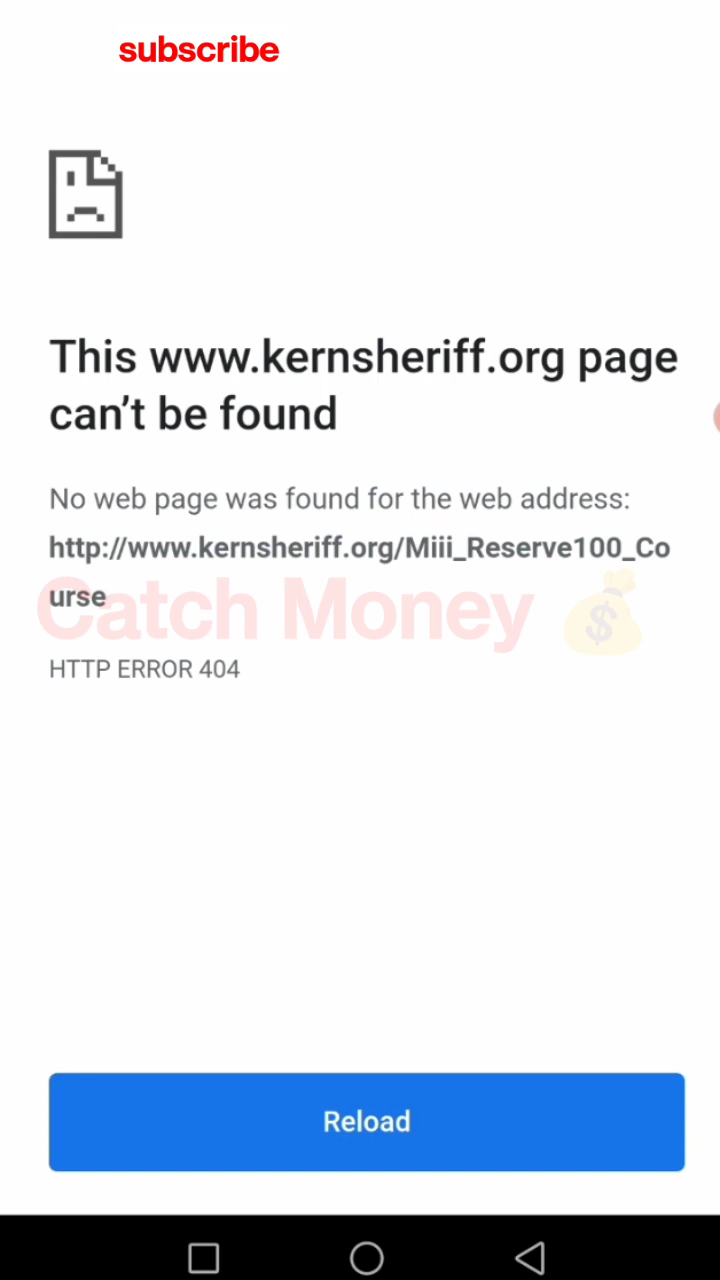 subscribe
This www.kernsheriff.org page
can’t be found
No web page was found for the web address:
http://www.kernsheriff.org/Miii_Reserve100_Co
urse
Catch Money 💰
HTTP ERROR 404
Reload